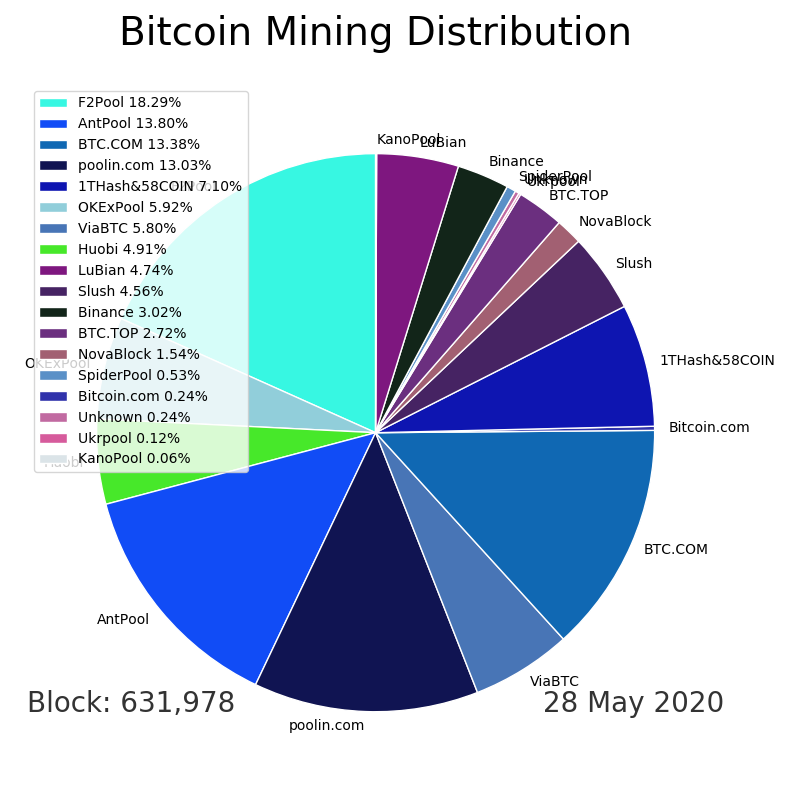 Bitcoin Mining Distribution
F2Pool 18.29%
AntPool 13.80%
BTC.COM 13.38%
poolin.com 13.03%
1THash&58COIN 7.10%
OKExPool 5.92%
ViaBTC 5.80%
Huobi 4.91%
LuBian 4.74%
Slush 4.56%
Binance 3.02%
BTC.TOP 2.72%
NovaBlock 1.54%
SpiderPool 0.53%
Bitcoin.com 0.24%
Unknown 0.24%
Ukrpool 0.12%
KanoPool 0.06%
KanoPool
LuBian
Binance
SpiderPool
Unknown
Ukrpool
BTC.TOP
NovaBlock
Slush
1THash&58COIN
Bitcoin.com
BTC.COM
ViaBTC
poolin.com
AntPool
Huobi
OKExPool
Block: 631,978
28 May 2020